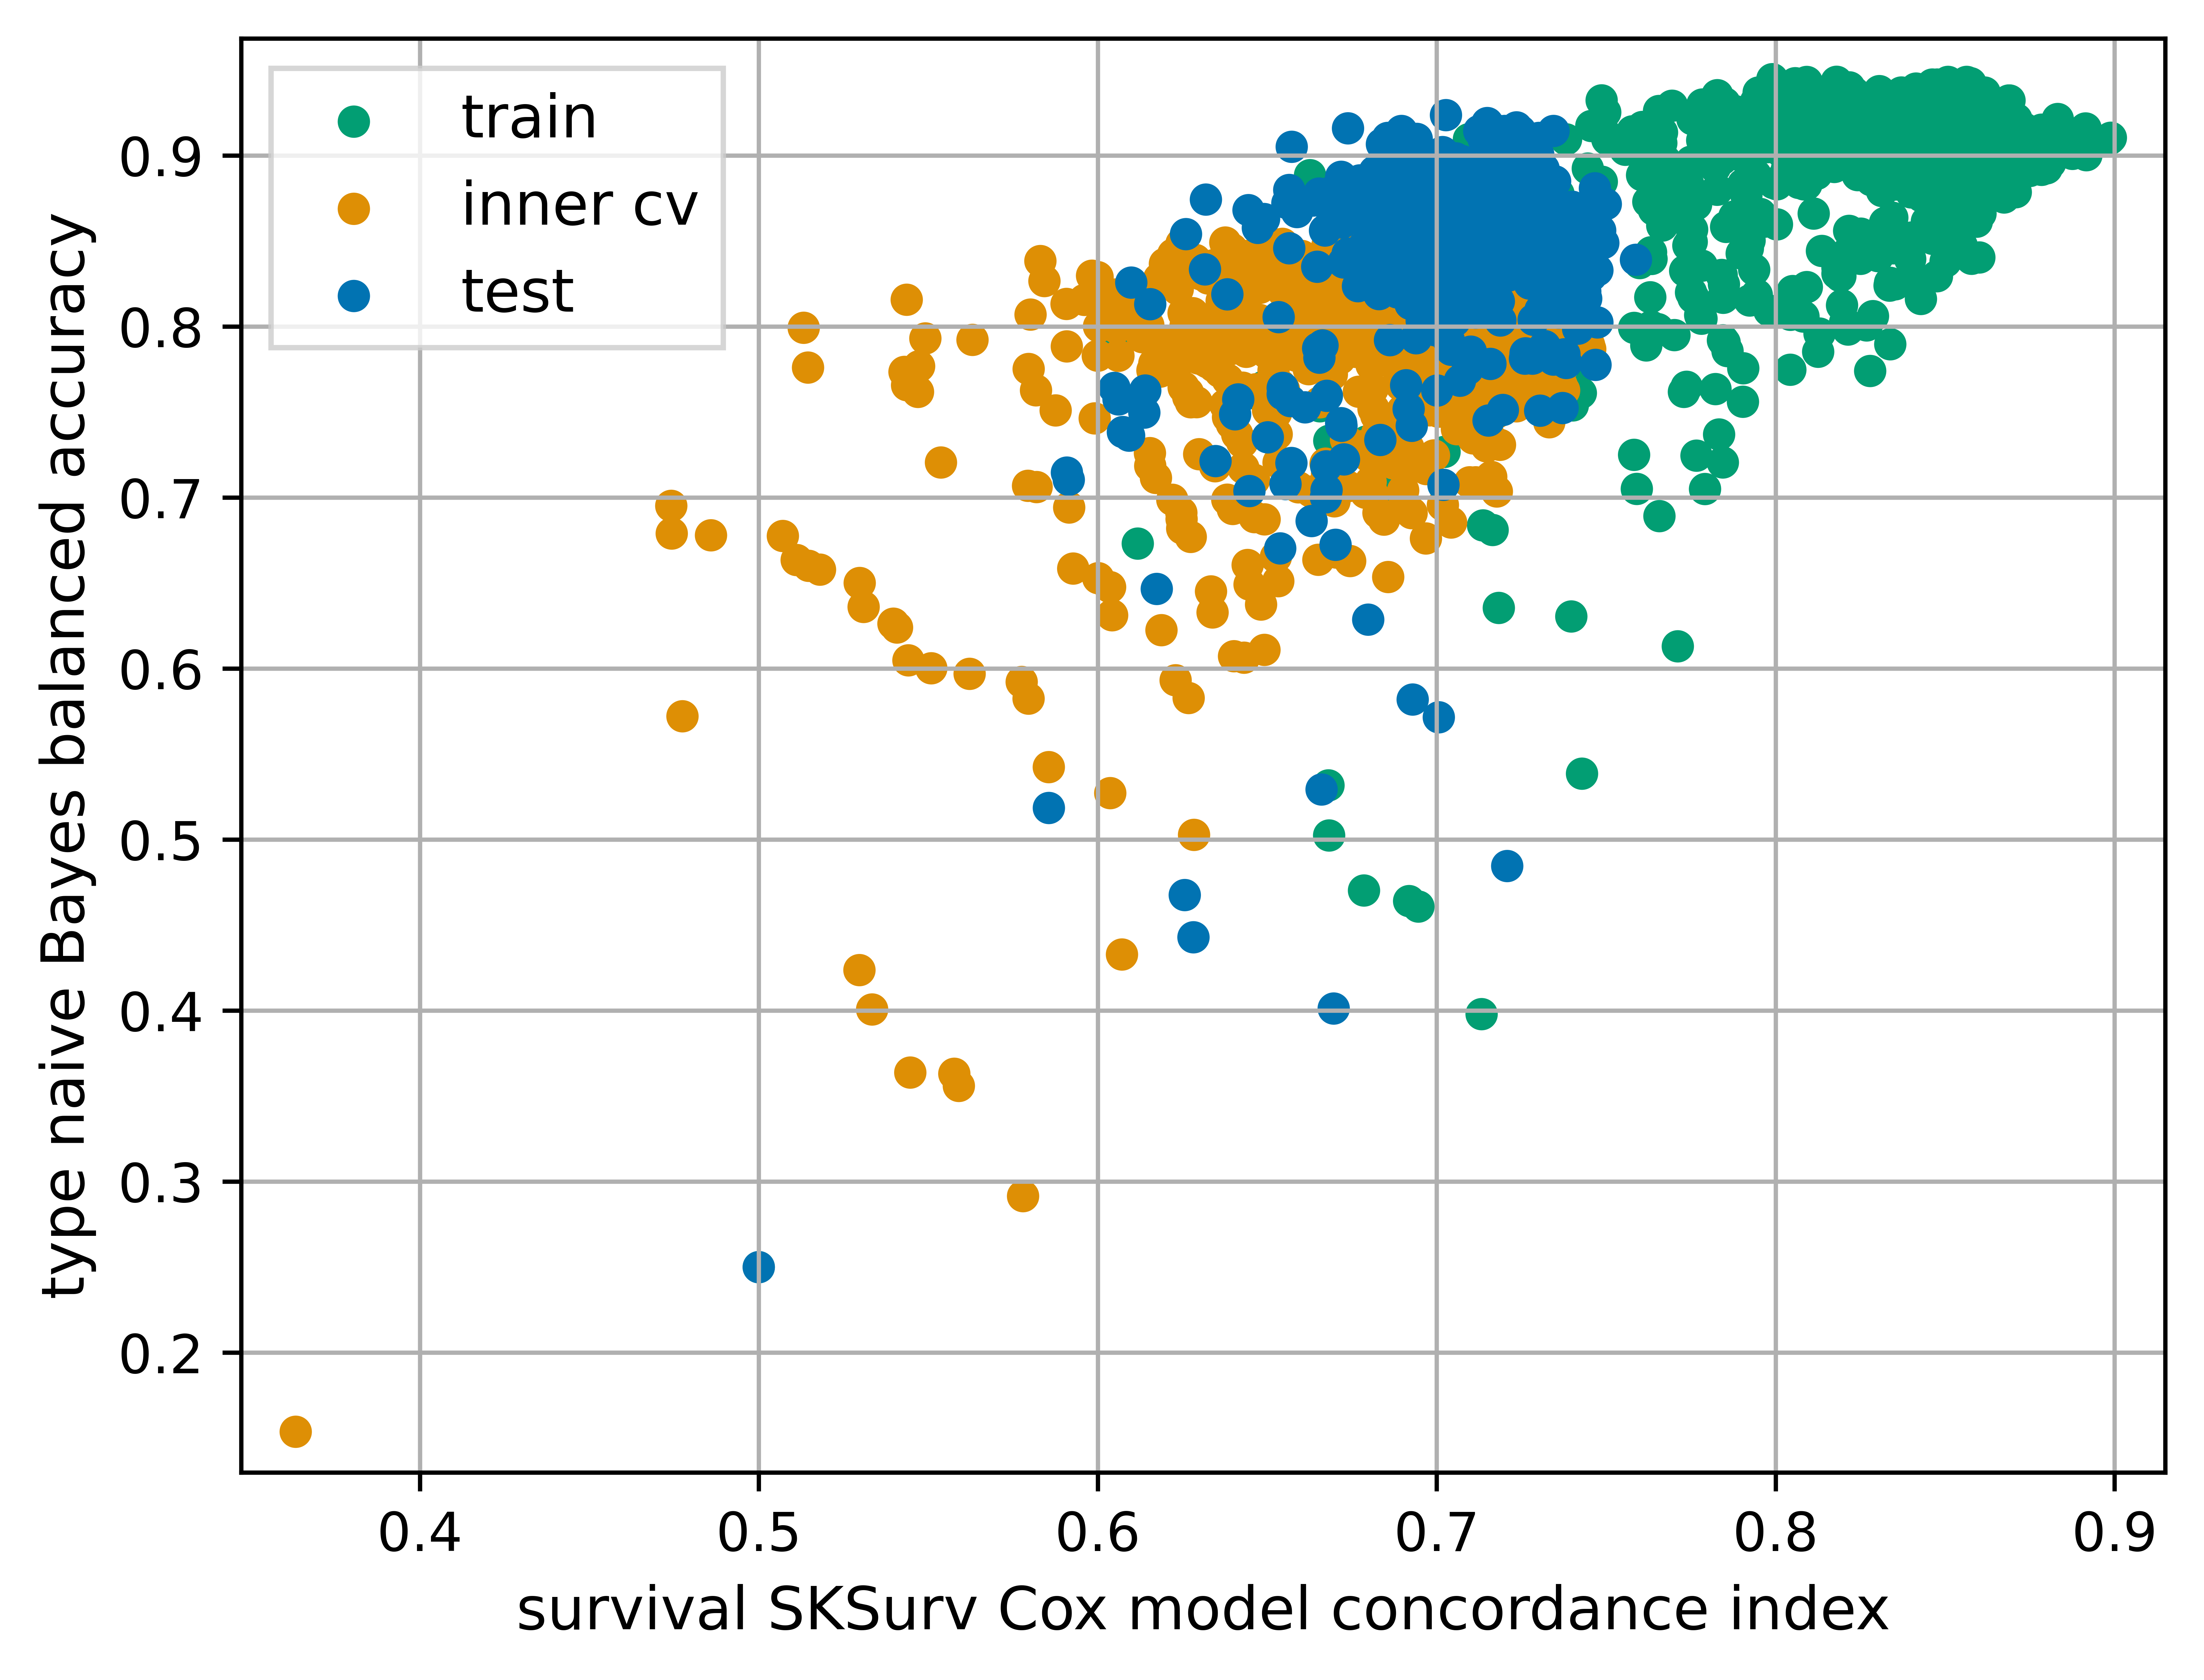 train
inner cv
test
type naive Bayes balanced accuracy
0.9
0.8
0.7
0.6
0.5
0.4
0.3
0.2
0.4 0.5 0.6 0.7 0.8 0.9
survival SKSurv Cox model concordance index